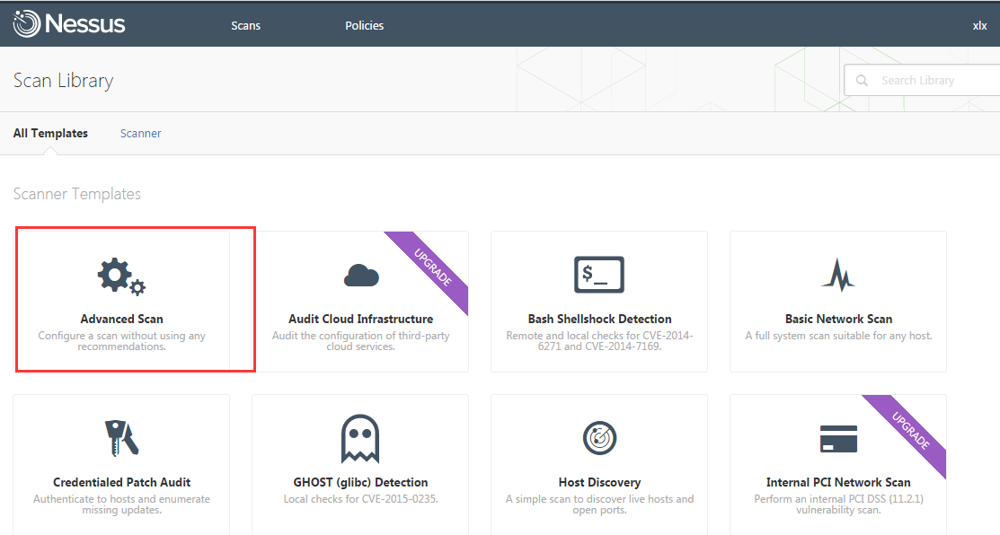 Nessus Scans Policies xlx
Scan Library
Search Library
All Templates Scanner
Scanner Templates
Advanced Scan
Configure a scan without using any
recommendations.
UPGRADE
Audit Cloud Infrastructure
Audit the configuration of third-party
cloud services.
$_
Bash Shellshock Detection
Remote and local checks for CVE-2014-
6271 and CVE-2014-7169.
Basic Network Scan
A full system scan suitable for any host.
Credentialed Patch Audit
Authenticate to hosts and enumerate
missing updates.
GHOST (glibc) Detection
Local checks for CVE-2015-0235.
Host Discovery
A simple scan to discover live hosts and
open ports.
UPGRADE
Internal PCI Network Scan
Perform an internal PCI DSS (11.2.1)
vulnerability scan.